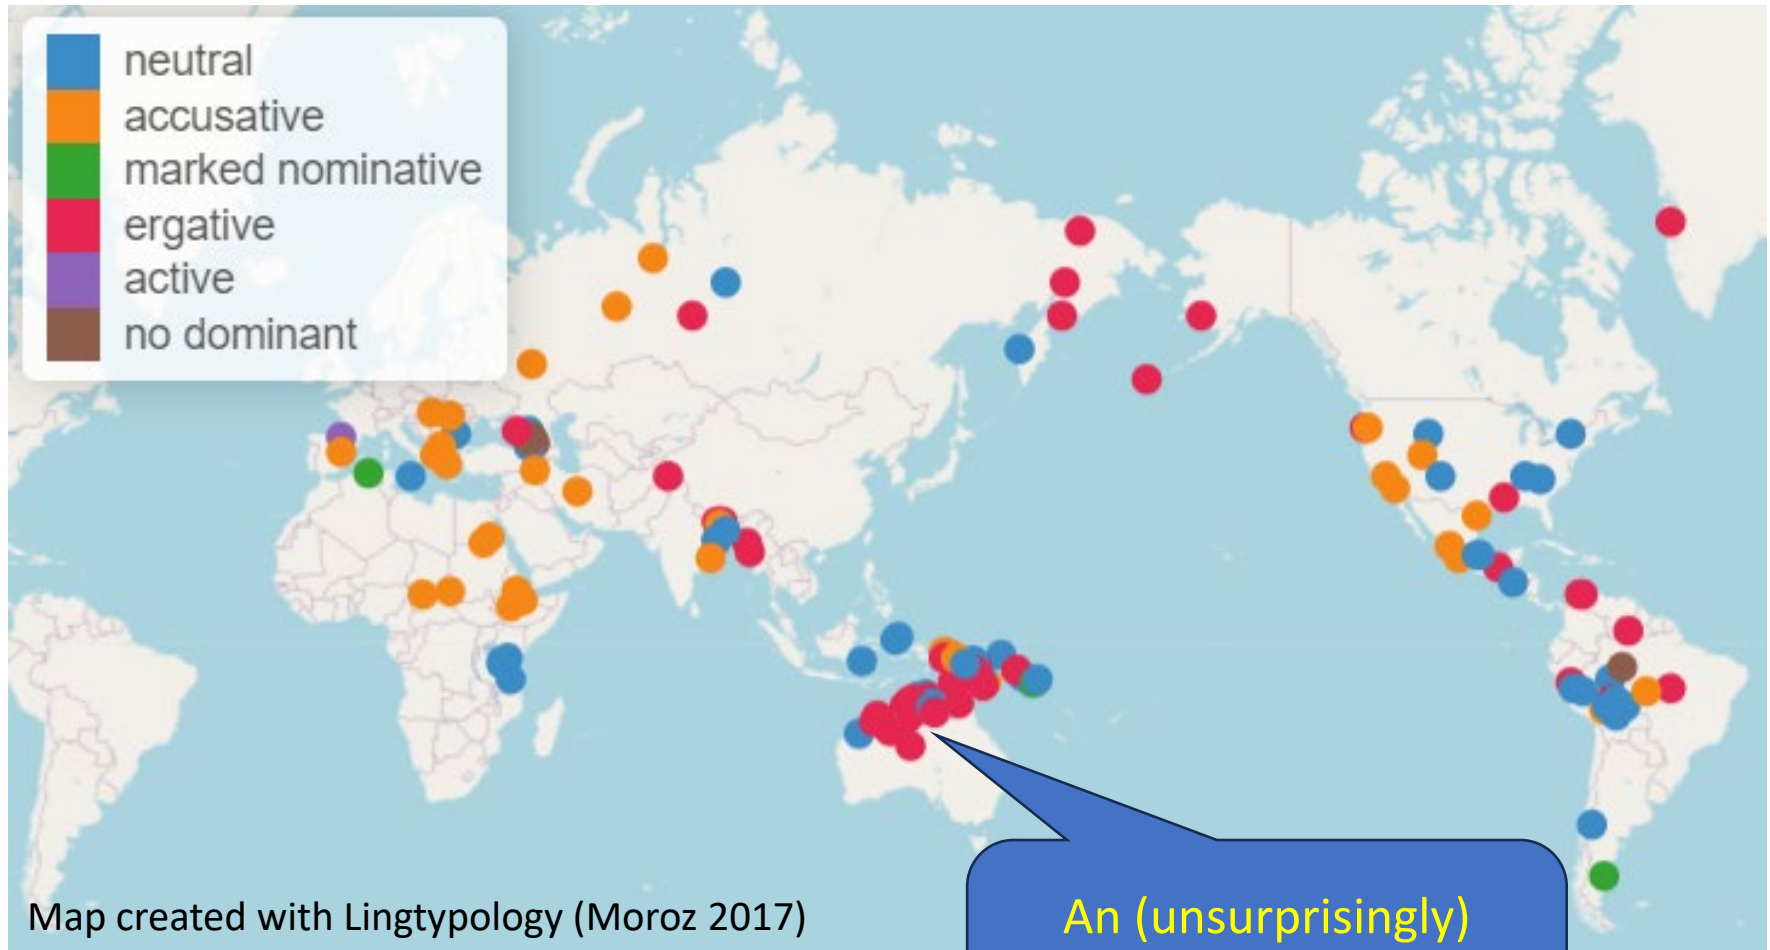 neutral
accusative
marked nominative
ergative
active
no dominant
Map created with Lingtypology (Moroz 2017)
An (unsurprisingly)